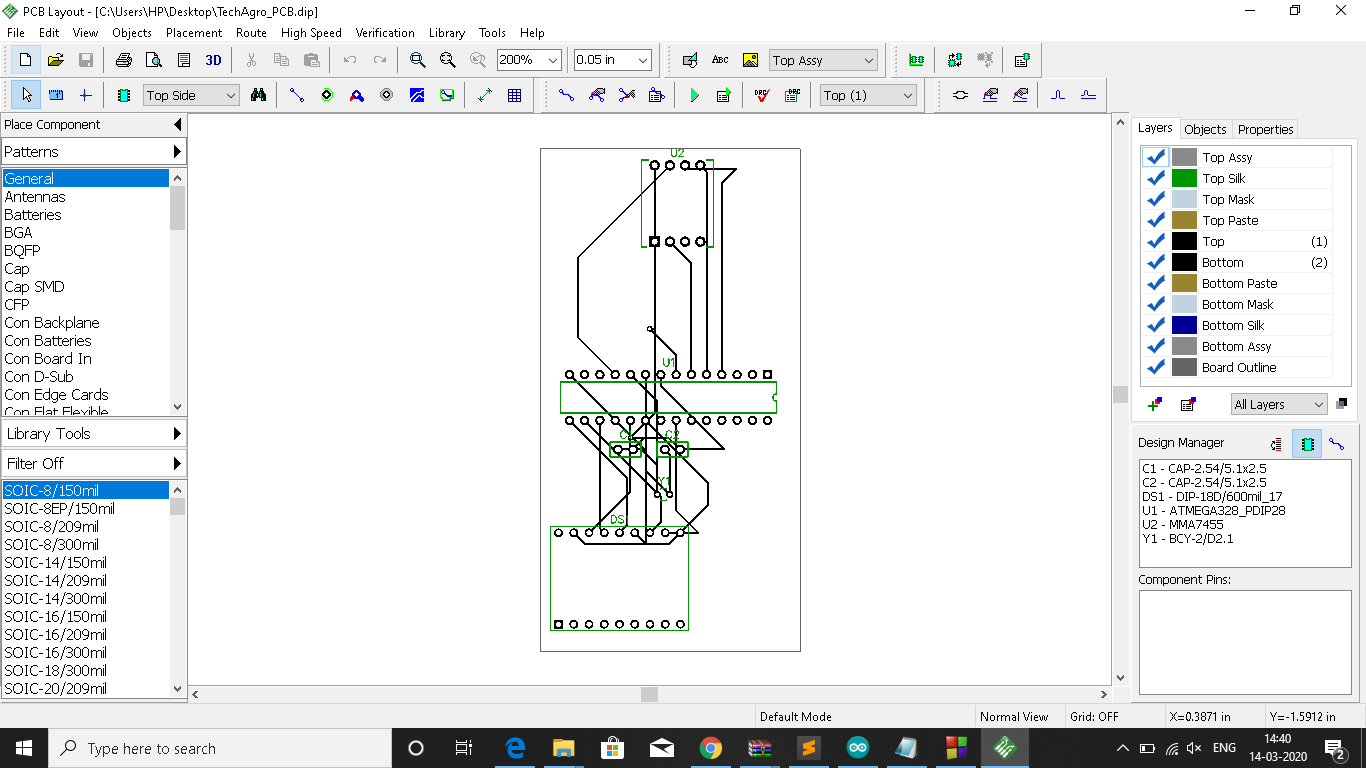 PCB Layout - [C:\Users\HP\Desktop\TechAgro_PCB.dip]
File Edit View Objects Placement Route High Speed Verification Library Tools Help
3D 200% 0.05 in Abc Top Assy
Top Side DRC DRC Top (1)
Place Component
Patterns
General
Antennas
Batteries
BGA
BQFP
Cap
Cap SMD
CFP
Con Backplane
Con Batteries
Con Board In
Con D-Sub
Con Edge Cards
Con Flat Flexible
Library Tools
Filter Off
SOIC-8/150mil
SOIC-8EP/150mil
SOIC-8/209mil
SOIC-8/300mil
SOIC-14/150mil
SOIC-14/209mil
SOIC-14/300mil
SOIC-16/150mil
SOIC-16/209mil
SOIC-16/300mil
SOIC-18/300mil
SOIC-20/209mil
U2
U1
C2
Y1
DS
Layers Objects Properties
Top Assy
Top Silk
Top Mask
Top Paste
Top (1)
Bottom (2)
Bottom Paste
Bottom Mask
Bottom Silk
Bottom Assy
Board Outline
All Layers
Design Manager
C1 - CAP-2.54/5.1x2.5
C2 - CAP-2.54/5.1x2.5
DS1 - DIP-18D/600mil_17
U1 - ATMEGA328_PDIP28
U2 - MMA7455
Y1 - BCY-2/D2.1
Component Pins:
Default Mode Normal View Grid: OFF X=0.3871 in Y=-1.5912 in
Type here to search
ENG
14:40
14-03-2020
2